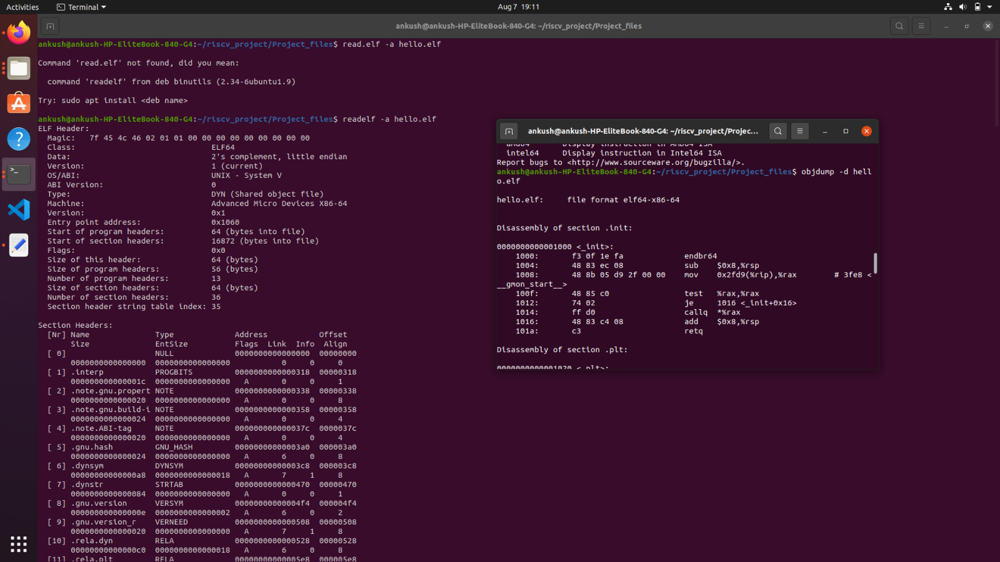 Activities
Terminal
Aug 7 19:11
ankush@ankush-HP-EliteBook-840-G4: ~/riscv_project/Project_files
ankush@ankush-HP-EliteBook-840-G4:~/riscv_project/Project_files$ read.elf -a hello.elf
Command 'read.elf' not found, did you mean:
command 'readelf' from deb binutils (2.34-6ubuntu1.9)
Try: sudo apt install <deb name>
ankush@ankush-HP-EliteBook-840-G4:~/riscv_project/Project_files$ readelf -a hello.elf
ELF Header:
Magic: 7f 45 4c 46 02 01 01 00 00 00 00 00 00 00 00 00
Class: ELF64
Data: 2's complement, little endian
Version: 1 (current)
OS/ABI: UNIX - System V
ABI Version: 0
Type: DYN (Shared object file)
Machine: Advanced Micro Devices X86-64
Version: 0x1
Entry point address: 0x1060
Start of program headers: 64 (bytes into file)
Start of section headers: 16872 (bytes into file)
Flags: 0x0
Size of this header: 64 (bytes)
Size of program headers: 56 (bytes)
Number of program headers: 13
Size of section headers: 64 (bytes)
Number of section headers: 36
Section header string table index: 35
Section Headers:
[Nr] Name Type Address Offset
Size EntSize Flags Link Info Align
[ 0] NULL 0000000000000000 00000000
0000000000000000 0000000000000000 0 0 0
[ 1] .interp PROGBITS 0000000000000318 00000318
000000000000001c 0000000000000000 A 0 0 1
[ 2] .note.gnu.propert NOTE 0000000000000338 00000338
0000000000000020 0000000000000000 A 0 0 8
[ 3] .note.gnu.build-i NOTE 0000000000000358 00000358
0000000000000024 0000000000000000 A 0 0 4
[ 4] .note.ABI-tag NOTE 000000000000037c 0000037c
0000000000000020 0000000000000000 A 0 0 4
[ 5] .gnu.hash GNU_HASH 00000000000003a0 000003a0
0000000000000024 0000000000000000 A 6 0 8
[ 6] .dynsym DYNSYM 00000000000003c8 000003c8
00000000000000a8 0000000000000018 A 7 1 8
[ 7] .dynstr STRTAB 0000000000000470 00000470
0000000000000084 0000000000000000 A 0 0 1
[ 8] .gnu.version VERSYM 00000000000004f4 000004f4
000000000000000e 0000000000000002 A 6 0 2
[ 9] .gnu.version_r VERNEED 0000000000000508 00000508
0000000000000020 0000000000000000 A 7 1 8
[10] .rela.dyn RELA 0000000000000528 00000528
00000000000000c0 0000000000000018 A 6 0 8
[11] .rela.plt RELA 00000000000005e8 000005e8
ankush@ankush-HP-EliteBook-840-G4: ~/riscv_project/Projec...
amd64 Display instruction in AMD64 ISA
intel64 Display instruction in Intel64 ISA
Report bugs to <http://www.sourceware.org/bugzilla/>.
ankush@ankush-HP-EliteBook-840-G4:~/riscv_project/Project_files$ objdump -d hell
o.elf
hello.elf: file format elf64-x86-64
Disassembly of section .init:
0000000000001000 <_init>:
1000: f3 0f 1e fa endbr64
1004: 48 83 ec 08 sub $0x8,%rsp
1008: 48 8b 05 d9 2f 00 00 mov 0x2fd9(%rip),%rax # 3fe8 <
__gmon_start__>
100f: 48 85 c0 test %rax,%rax
1012: 74 02 je 1016 <_init+0x16>
1014: ff d0 callq *%rax
1016: 48 83 c4 08 add $0x8,%rsp
101a: c3 retq
Disassembly of section .plt:
0000000000001020 <.plt>: